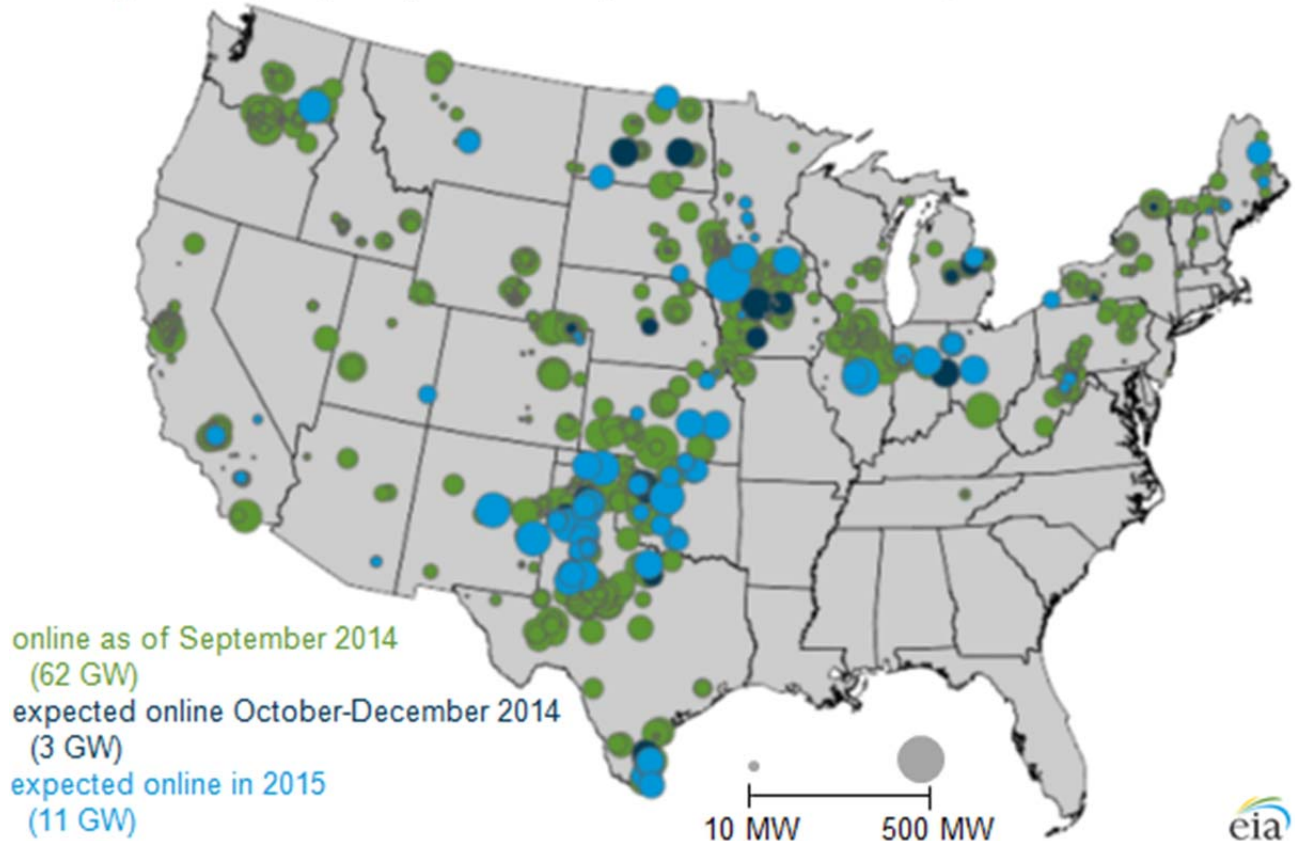 online as of September 2014
(62 GW)
expected online October-December 2014
(3 GW)
expected online in 2015
(11 GW)
10 MW 500 MW
eia